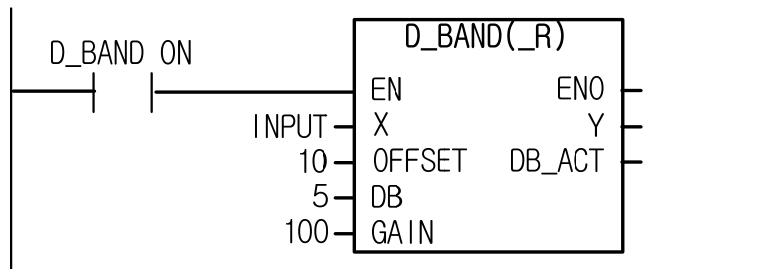 D_BAND ON
D_BAND(_R)
EN ENO
INPUT X Y
10 OFFSET DB_ACT
5 DB
100 GAIN